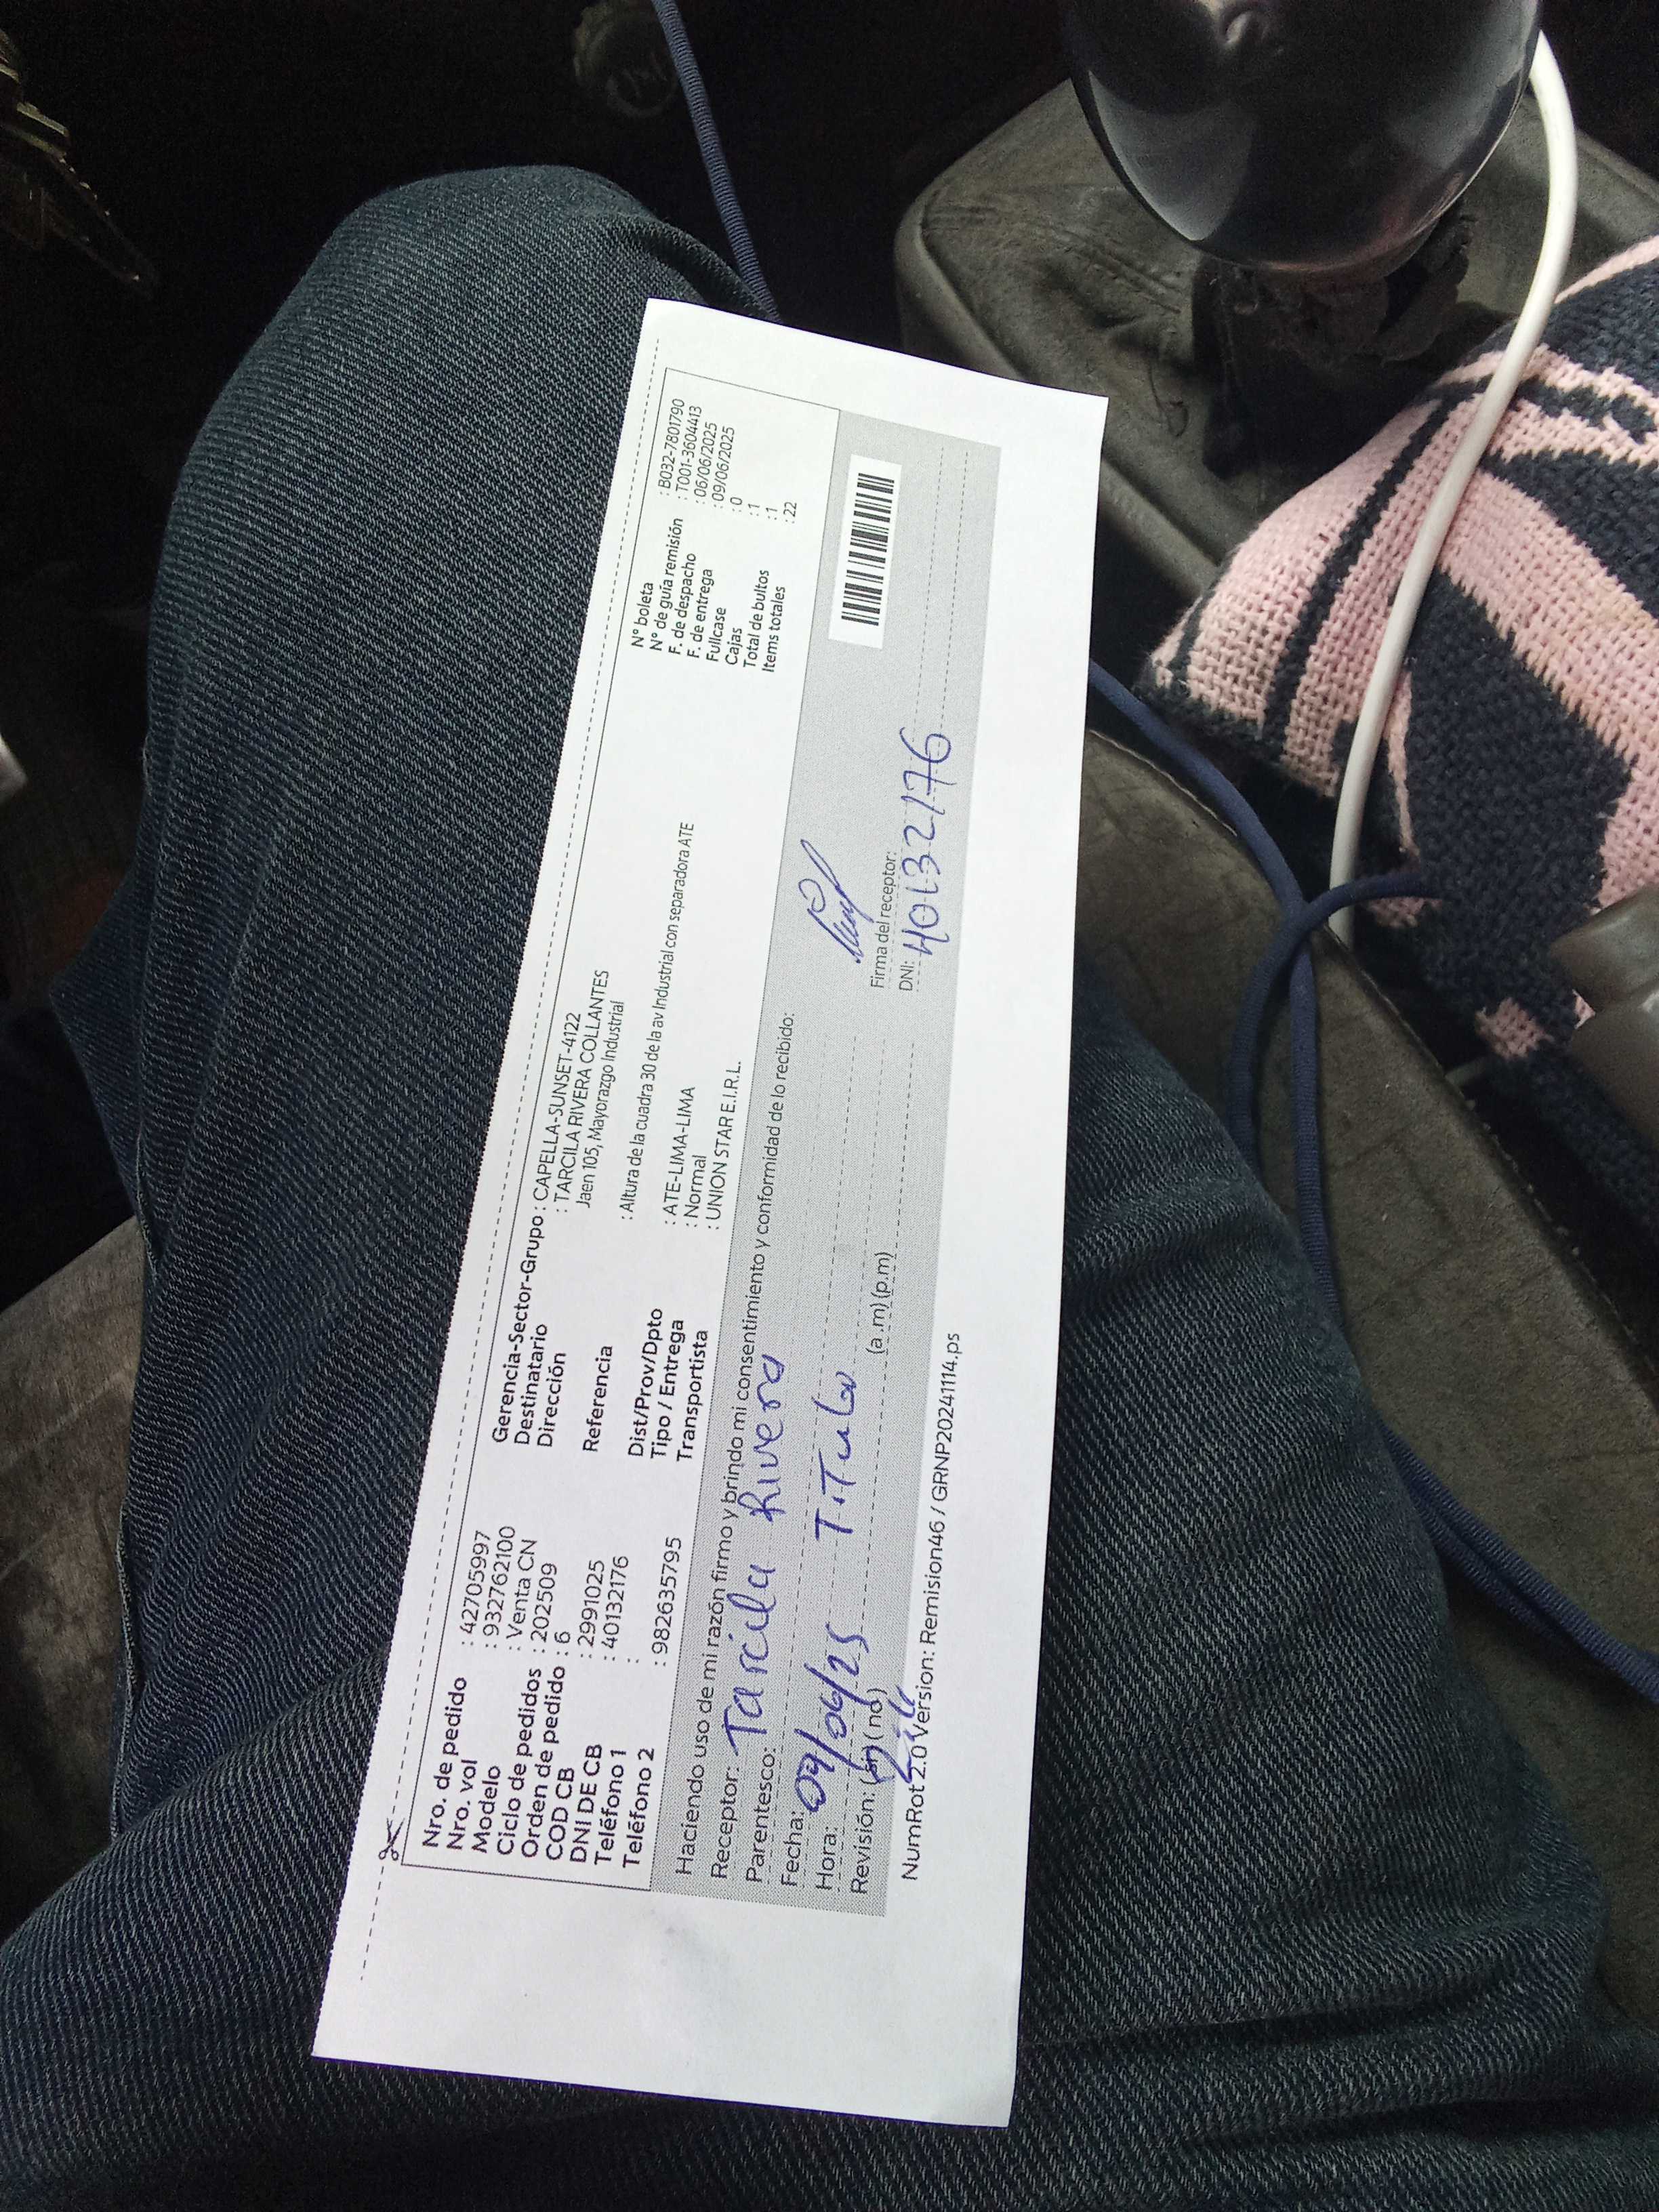 Nro. de pedido : 42705997
Nro. vol : 932762100
Modelo : Venta CN
Ciclo de pedidos : 202509
Orden de pedido : 6
COD CB : 2991025
DNI DE CB : 40132176
Teléfono 1 :
Teléfono 2 : 982635795
Gerencia-Sector-Grupo : CAPELLA-SUNSET-4122
Destinatario : TARCILA RIVERA COLLANTES
Dirección Jaen 105, Mayorazgo Industrial
Referencia : Altura de la cuadra 30 de la av Industrial con separadora ATE
Dist/Prov/Dpto : ATE-LIMA-LIMA
Tipo / Entrega : Normal
Transportista : UNION STAR E.I.R.L.
N° boleta : B032-7801790
N° de guía remisión : T001-3604413
F. de despacho : 06/06/2025
F. de entrega : 09/06/2025
Fullcase : 0
Cajas : 1
Total de bultos : 1
Items totales : 22
Haciendo uso de mi razón firmo y brindo mi consentimiento y conformidad de lo recibido:
Receptor: Tarcila Rivera
Parentesco: Titular
Fecha: 09/06/25
Hora: (a.m) (p.m)
Revisión: (si) (no)
Firma del receptor:
DNI: 40132176
NumRot 2.0 Version: Remision46 / GRNP20241114.ps